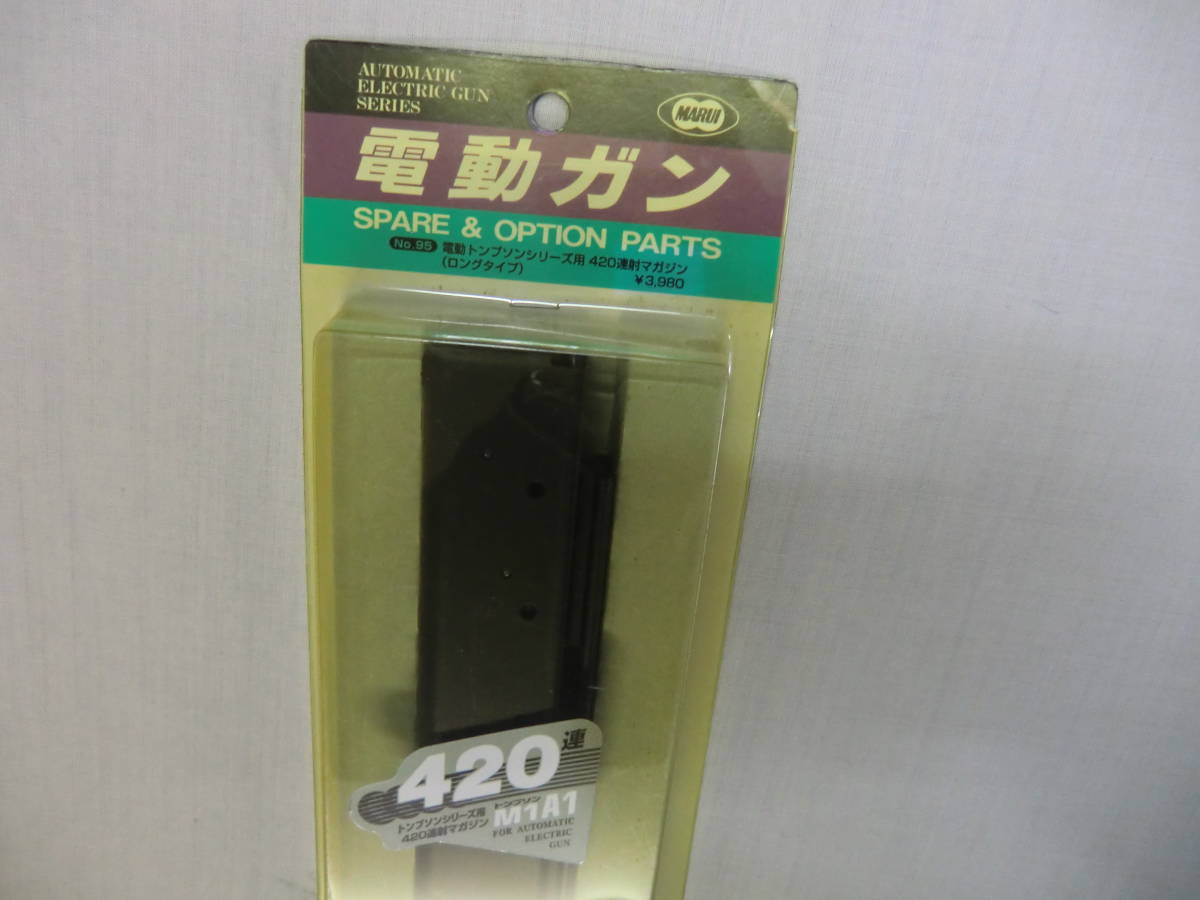 AUTOMATIC
ELECTRIC GUN
SERIES
MARUI
電動ガン
SPARE & OPTION PARTS
No.95 電動トンプソンシリーズ用 420連射マガジン
(ロングタイプ)
¥3,980
420連
トンプソンシリーズ用
420連射マガジン
トンプソン
M1A1
FOR AUTOMATIC
ELECTRIC
GUN